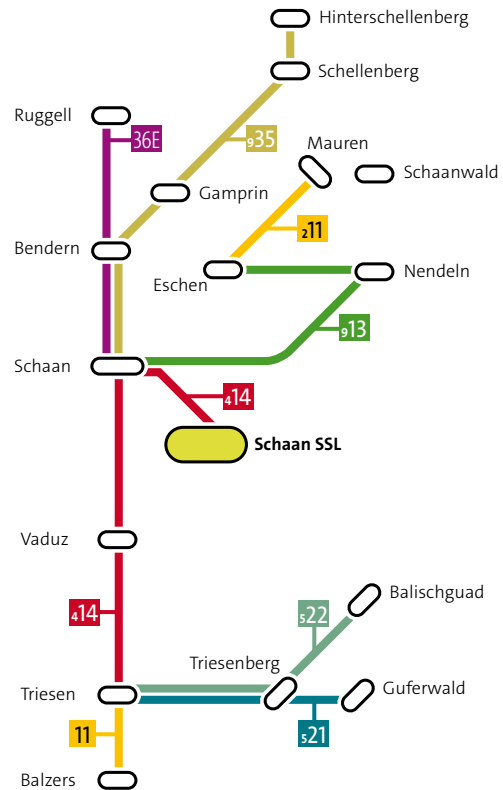 Hinterschellenberg
Schellenberg
Ruggell
36E
935
Mauren
Schaanwald
Gamprin
211
Bendern
Eschen
Nendeln
913
Schaan
414
Schaan SSL
Vaduz
Balischguad
414
522
Triesenberg
Guferwald
Triesen
11
521
Balzers